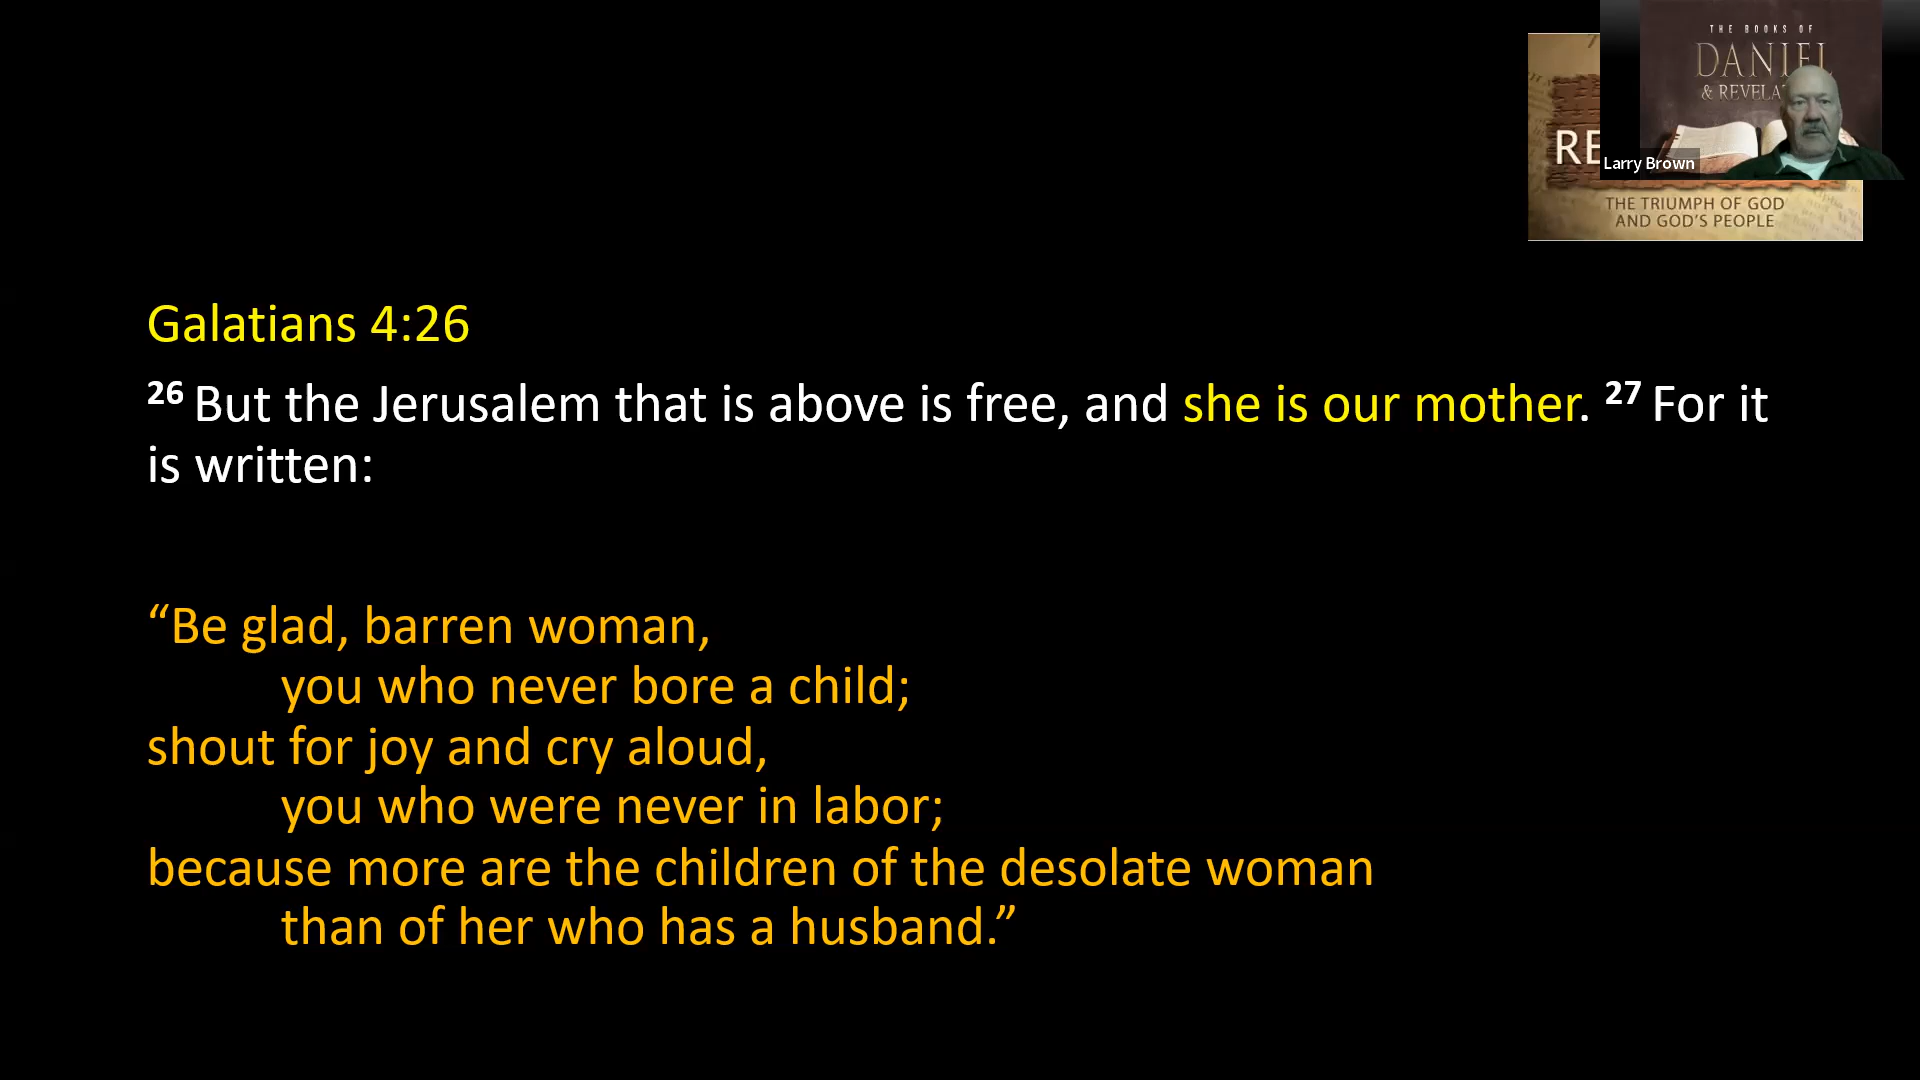 THE BOOKS OF
DANIEL
& REVELA
RE
Larry Brown
THE TRIUMPH OF GOD
AND GOD'S PEOPLE
Galatians 4:26
26 But the Jerusalem that is above is free, and she is our mother. 27 For it
is written:
“Be glad, barren woman,
you who never bore a child;
shout for joy and cry aloud,
you who were never in labor;
because more are the children of the desolate woman
than of her who has a husband.”